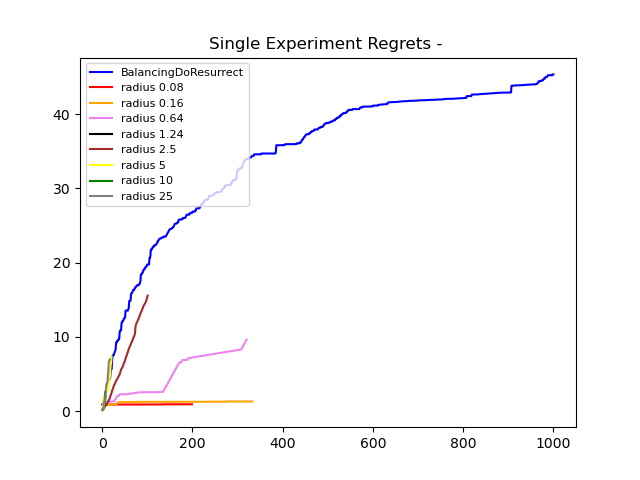 Single Experiment Regrets -
BalancingDoResurrect
radius 0.08
radius 0.16
radius 0.64
radius 1.24
radius 2.5
radius 5
radius 10
radius 25
40
30
20
10
0
0 200 400 600 800 1000